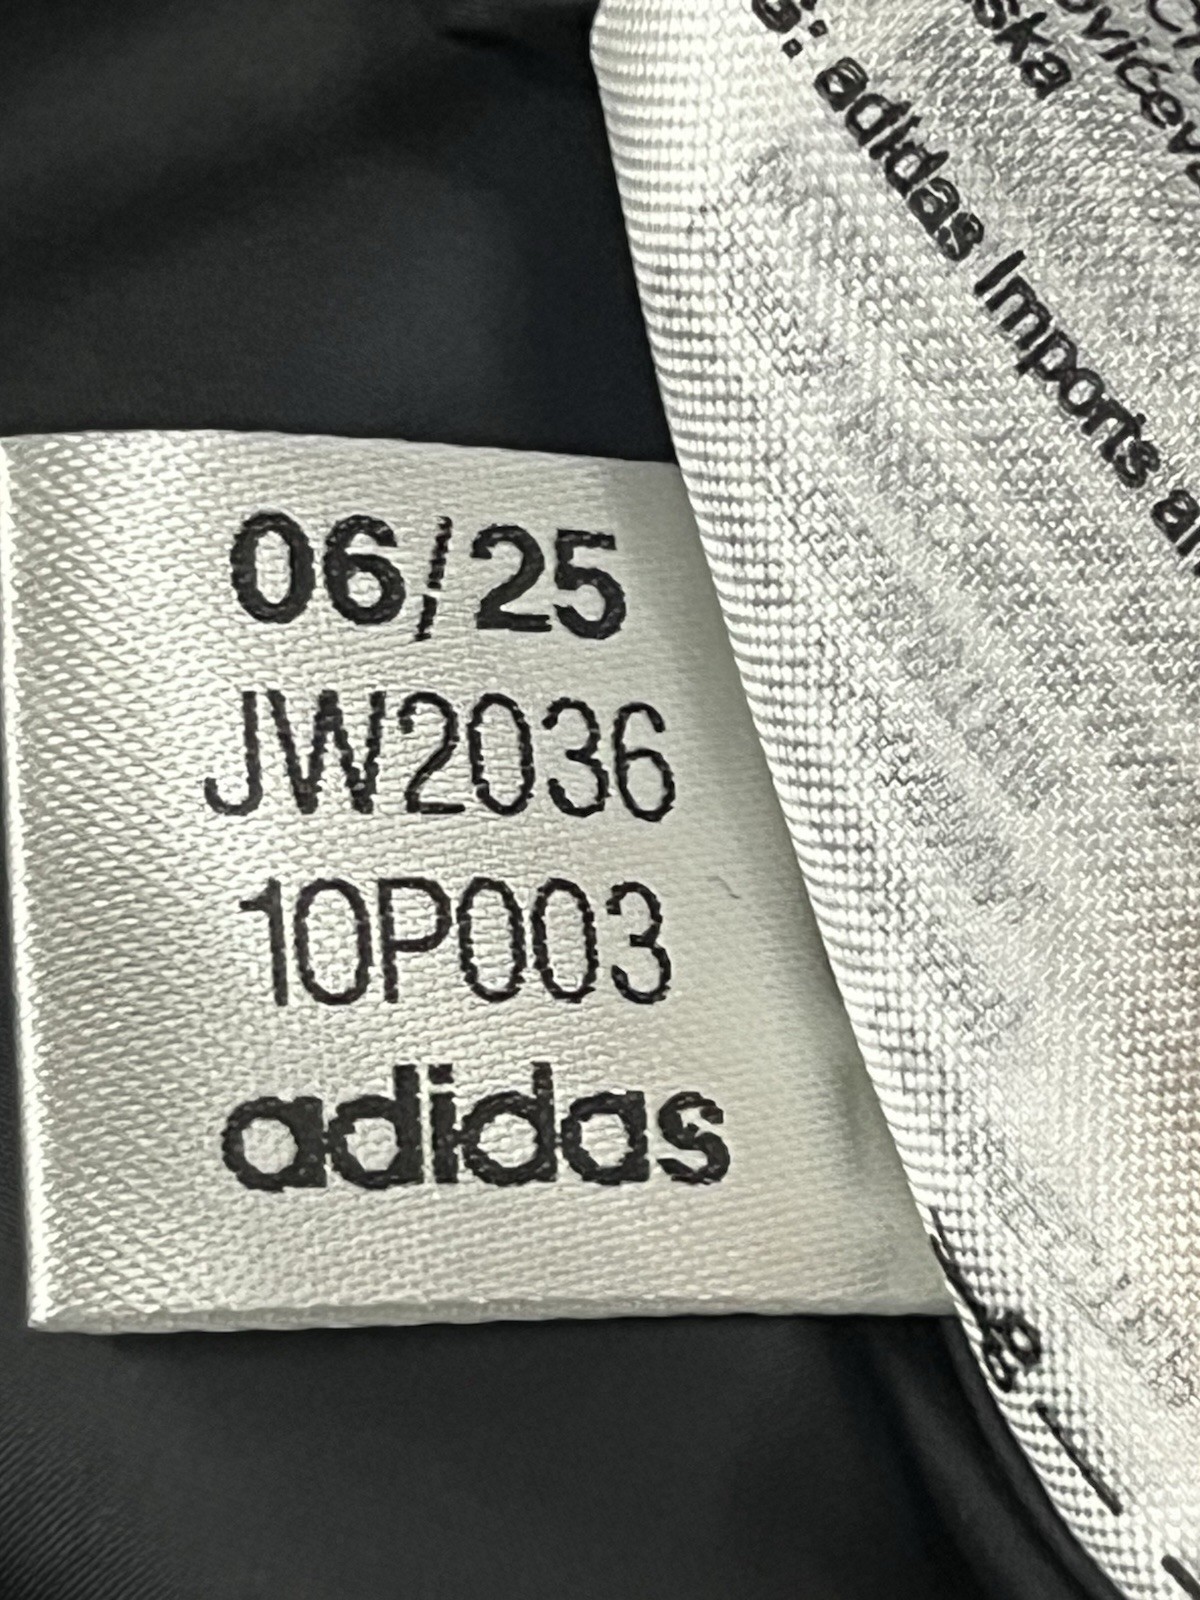 06/25
JW2036
10P003
adidas
ska
: adidas Imports